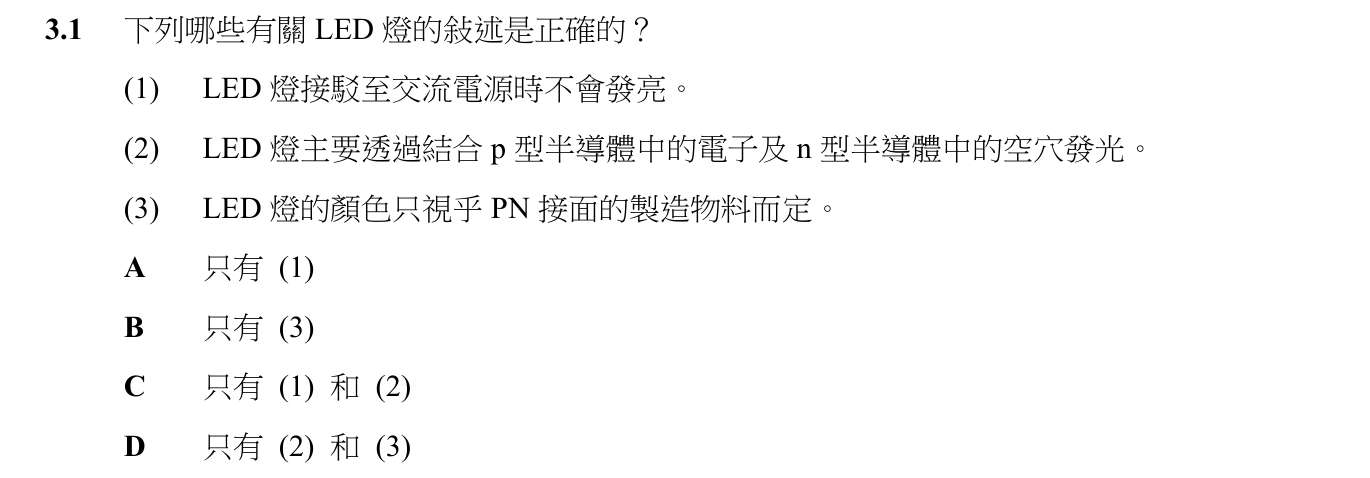 3.1 下列哪些有關 LED 燈的敍述是正確的？
(1) LED 燈接駁至交流電源時不會發亮。
(2) LED 燈主要透過結合 p 型半導體中的電子及 n 型半導體中的空穴發光。
(3) LED 燈的顏色只視乎 PN 接面的製造物料而定。
A 只有 (1)
B 只有 (3)
C 只有 (1) 和 (2)
D 只有 (2) 和 (3)